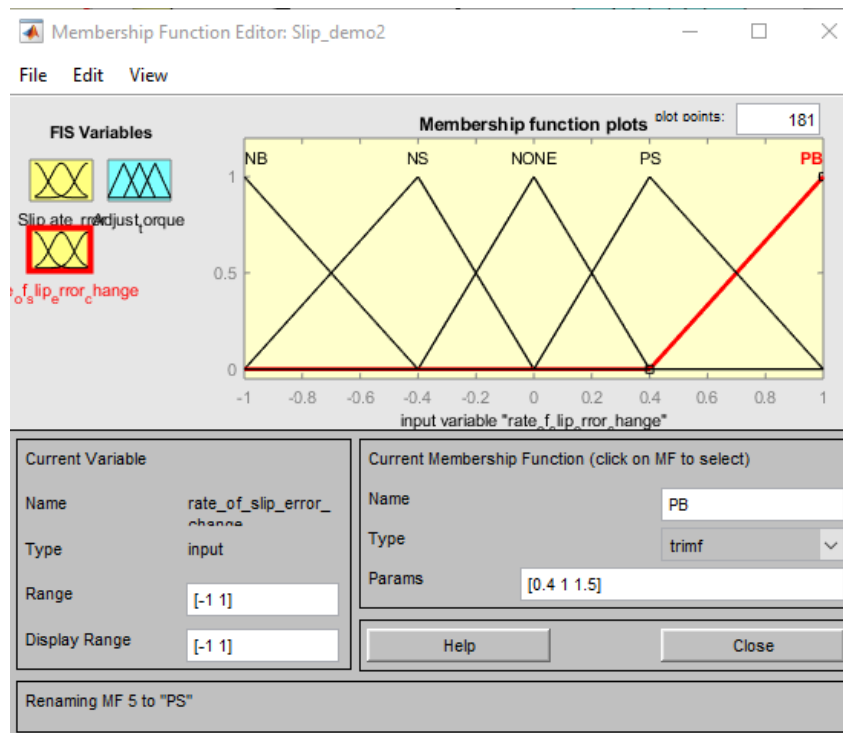 Membership Function Editor: Slip_demo2
File Edit View
FIS Variables
Membership function plots
plot points:
181
Adjust_torque
NB NS NONE PS PB
1
0.5
0
-1 -0.8 -0.6 -0.4 -0.2 0 0.2 0.4 0.6 0.8 1
input variable "rate_of_slip_error_change"
Current Variable
Name rate_of_slip_error_
change
Type input
Range [-1 1]
Display Range [-1 1]
Current Membership Function (click on MF to select)
Name PB
Type trimf
Params [0.4 1 1.5]
Help Close
Renaming MF 5 to "PS"